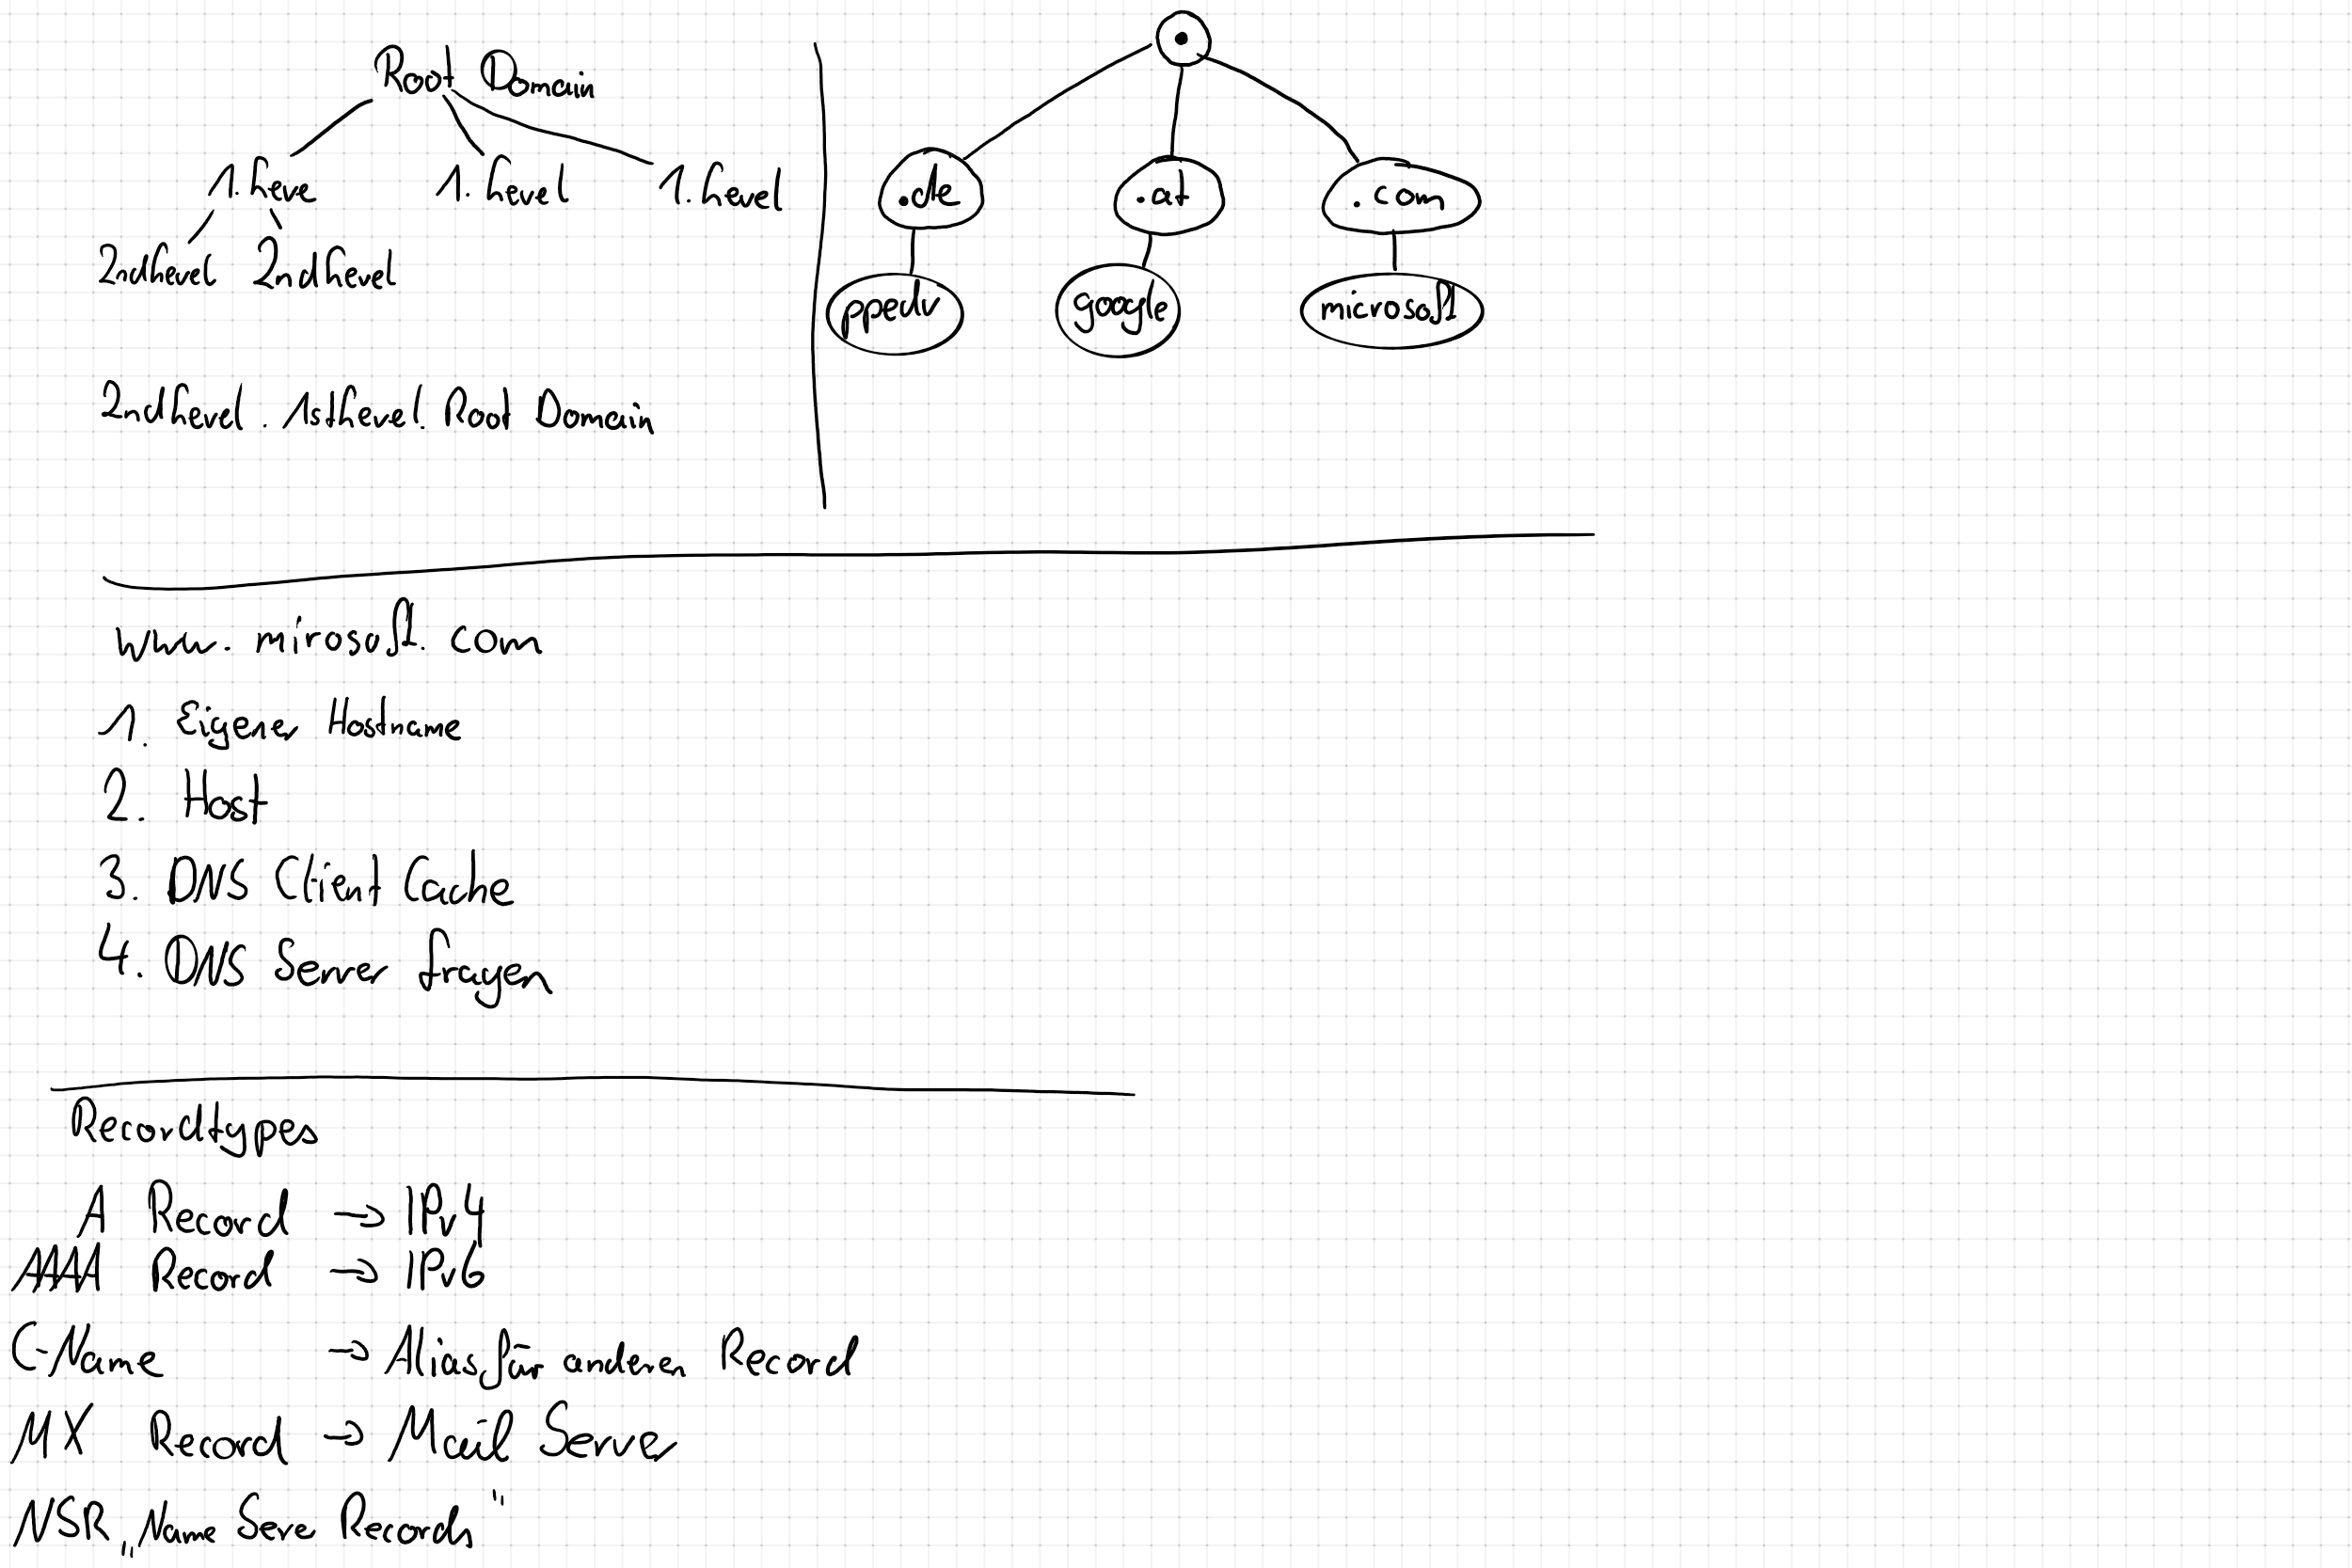 Root Domain
1. Leve 1. Level 1. Level
2ndLevel 2ndLevel
2ndLevel . 1stLevel. Root Domain
.de .at .com
ppedv google microsoft
www. mirosoft. com
1. Eigener Hostname
2. Host
3. DNS Client Cache
4. DNS Server fragen
Recordtypes
A Record → IPv4
AAAA Record → IPv6
C-Name → Alias für anderen Record
MX Record → Mail Server
NSR „Name Serve Records"